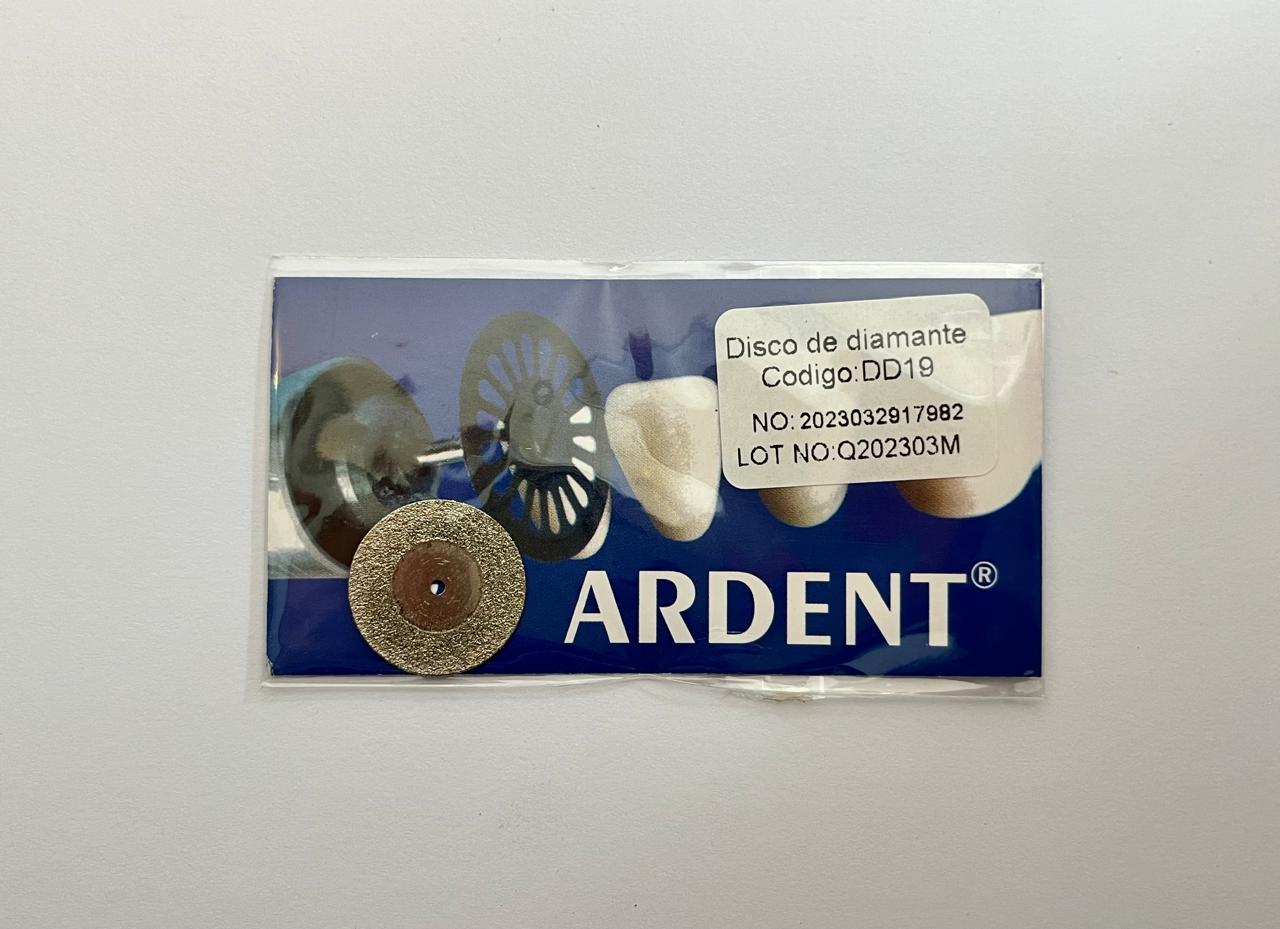 Disco de diamante
Codigo:DD19
NO: 2023032917982
LOT NO:Q202303M
ARDENT®